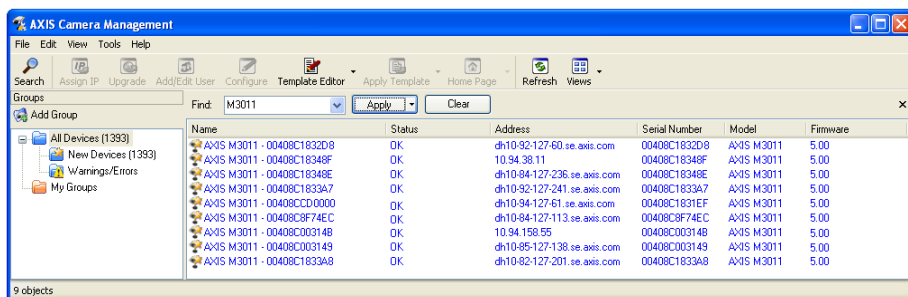 AXIS Camera Management
File Edit View Tools Help
Search Assign IP Upgrade Add/Edit User Configure Template Editor Apply Template Home Page Refresh Views
Groups
Add Group
Find: M3011 Apply Clear
All Devices (1393)
New Devices (1393)
Warnings/Errors
My Groups
Name Status Address Serial Number Model Firmware
AXIS M3011 - 00408C1832D8 OK dh10-92-127-60.se.axis.com 00408C1832D8 AXIS M3011 5.00
AXIS M3011 - 00408C18348F OK 10.94.38.11 00408C18348F AXIS M3011 5.00
AXIS M3011 - 00408C18348E OK dh10-84-127-236.se.axis.com 00408C18348E AXIS M3011 5.00
AXIS M3011 - 00408C1833A7 OK dh10-92-127-241.se.axis.com 00408C1833A7 AXIS M3011 5.00
AXIS M3011 - 00408CCD0000 OK dh10-94-127-61.se.axis.com 00408C1831EF AXIS M3011 5.00
AXIS M3011 - 00408C8F74EC OK dh10-84-127-113.se.axis.com 00408C8F74EC AXIS M3011 5.00
AXIS M3011 - 00408C00314B OK 10.94.158.55 00408C00314B AXIS M3011 5.00
AXIS M3011 - 00408C003149 OK dh10-85-127-138.se.axis.com 00408C003149 AXIS M3011 5.00
AXIS M3011 - 00408C1833A8 OK dh10-82-127-201.se.axis.com 00408C1833A8 AXIS M3011 5.00
9 objects